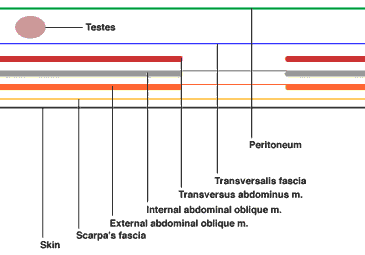 Testes
Peritoneum
Transversalis fascia
Transversus abdominus m.
Internal abdominal oblique m.
External abdominal oblique m.
Scarpa's fascia
Skin